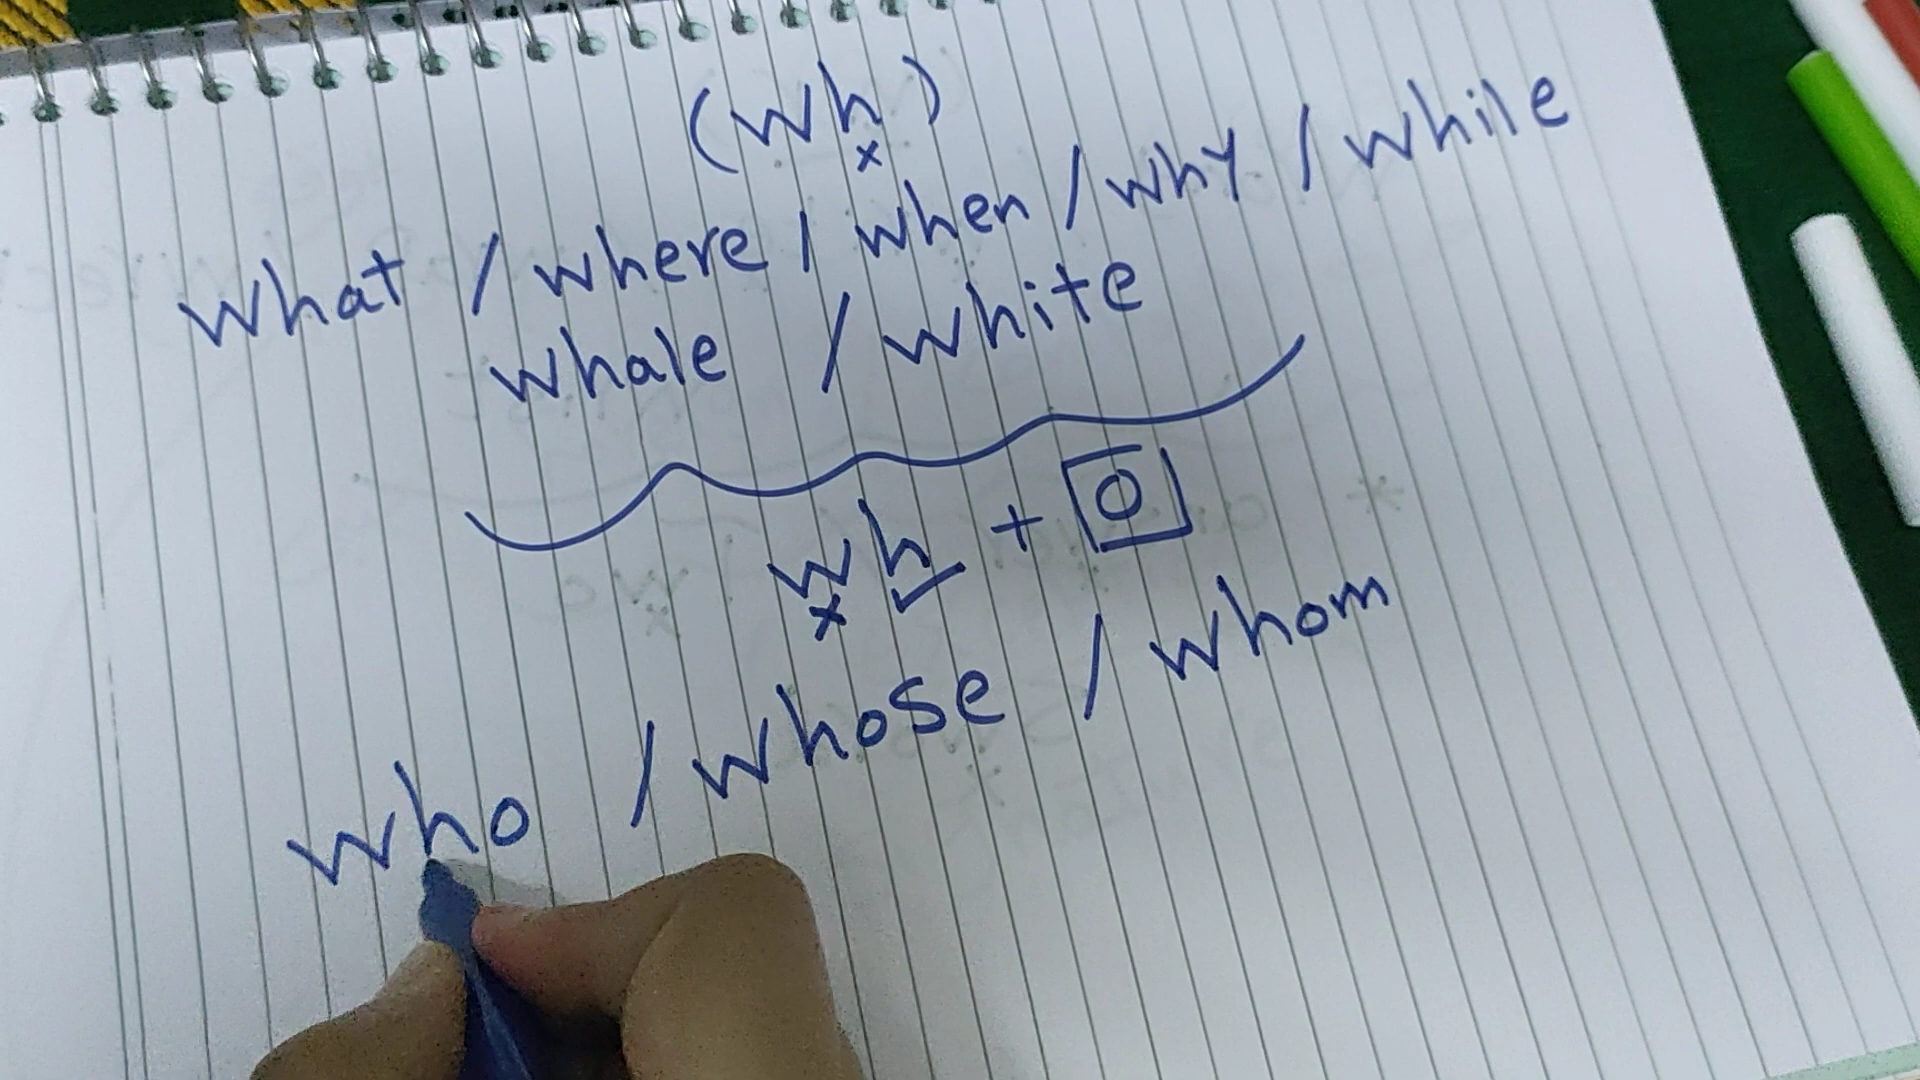 (wh)
x
what / where / when / why / while
whale / white
wh + o
x ✓
who / whose / whom